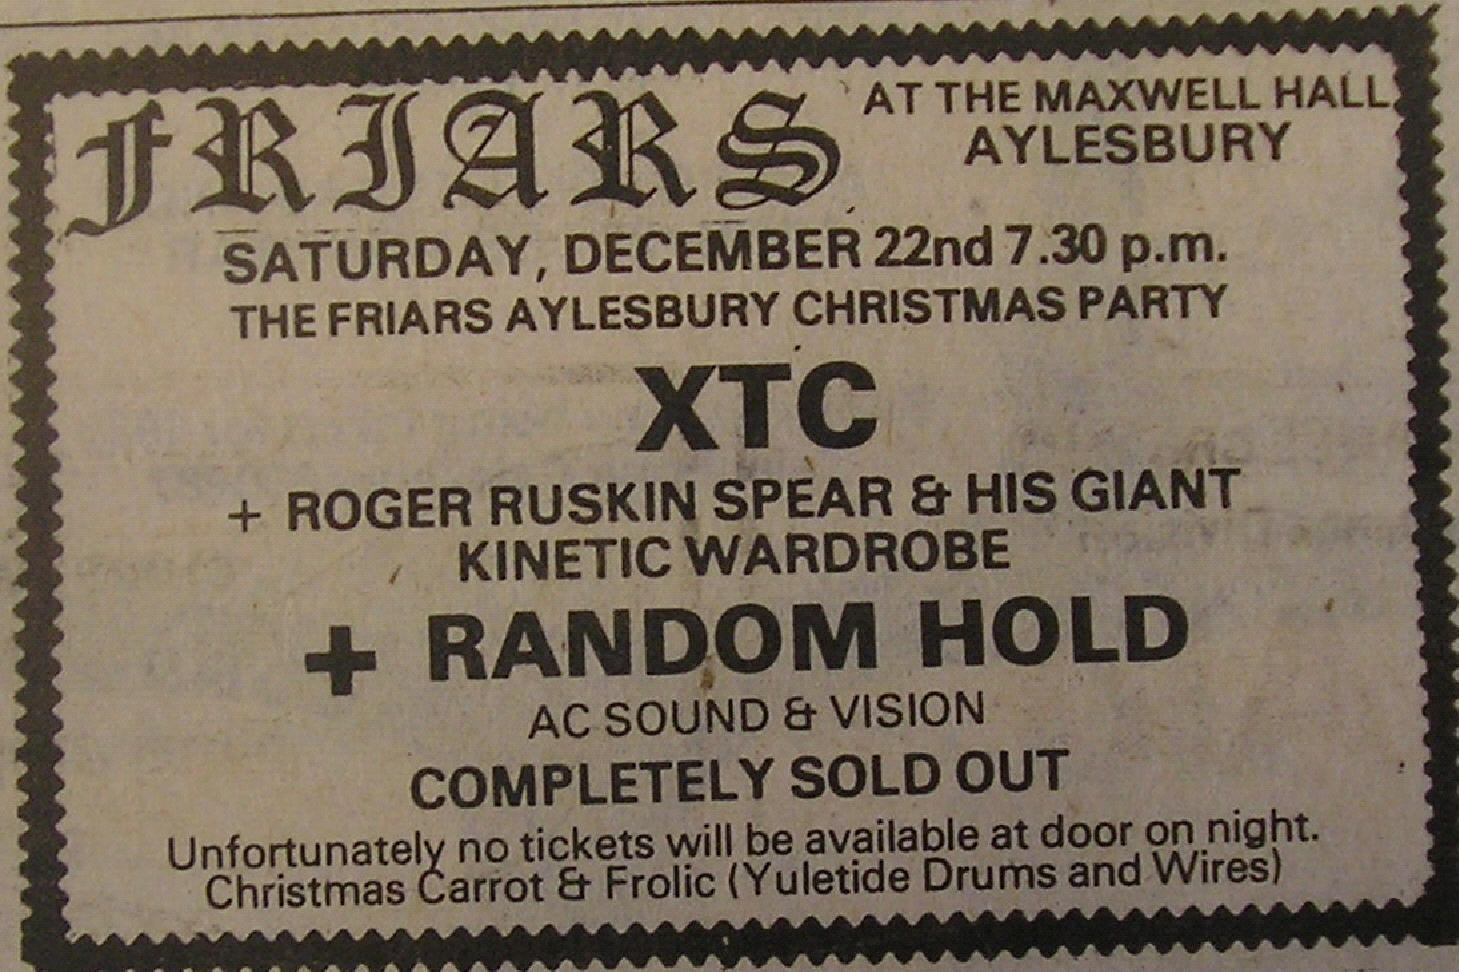 FRIARS AT THE MAXWELL HALL
AYLESBURY
SATURDAY, DECEMBER 22nd 7.30 p.m.
THE FRIARS AYLESBURY CHRISTMAS PARTY
XTC
+ ROGER RUSKIN SPEAR & HIS GIANT
KINETIC WARDROBE
+ RANDOM HOLD
AC SOUND & VISION
COMPLETELY SOLD OUT
Unfortunately no tickets will be available at door on night.
Christmas Carrot & Frolic (Yuletide Drums and Wires)